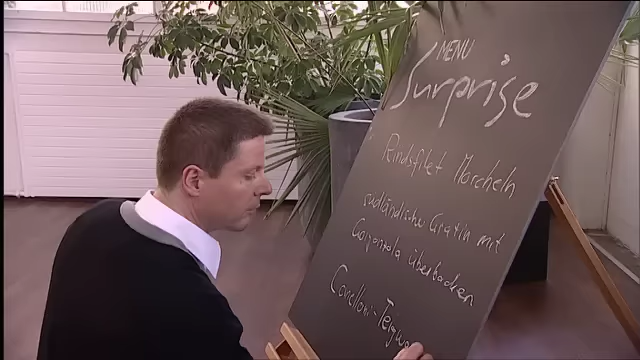 MENU
Surprise
Rindsfilet Morcheln
südländische Gratin mit
Gorgonzola überbacken